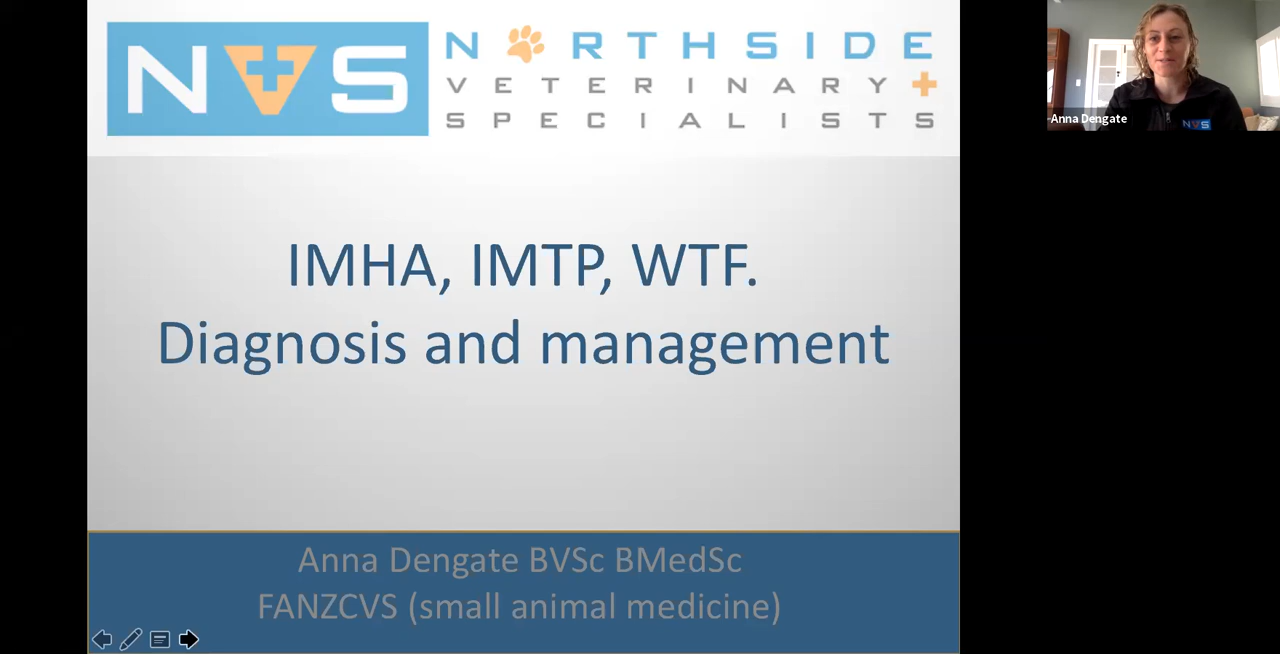 NVS
NORTHSIDE
VETERINARY
SPECIALISTS
Anna Dengate
NVS
IMHA, IMTP, WTF.
Diagnosis and management
Anna Dengate BVSc BMedSc
FANZCVS (small animal medicine)